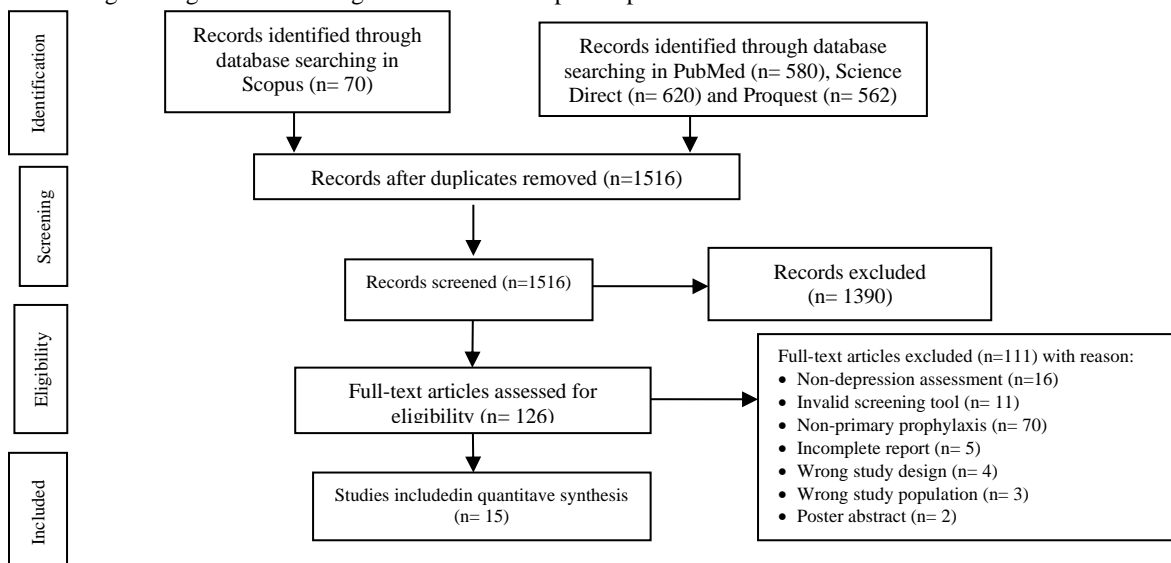 Identification
Records identified through
database searching in
Scopus (n= 70)
Records identified through database
searching in PubMed (n= 580), Science
Direct (n= 620) and Proquest (n= 562)
Records after duplicates removed (n=1516)
Screening
Records screened (n=1516)
Records excluded
(n= 1390)
Eligibility
Full-text articles assessed for
eligibility (n= 126)
Full-text articles excluded (n=111) with reason:
• Non-depression assessment (n=16)
• Invalid screening tool (n= 11)
• Non-primary prophylaxis (n= 70)
• Incomplete report (n= 5)
• Wrong study design (n= 4)
• Wrong study population (n= 3)
• Poster abstract (n= 2)
Included
Studies includedin quantitave synthesis
(n= 15)